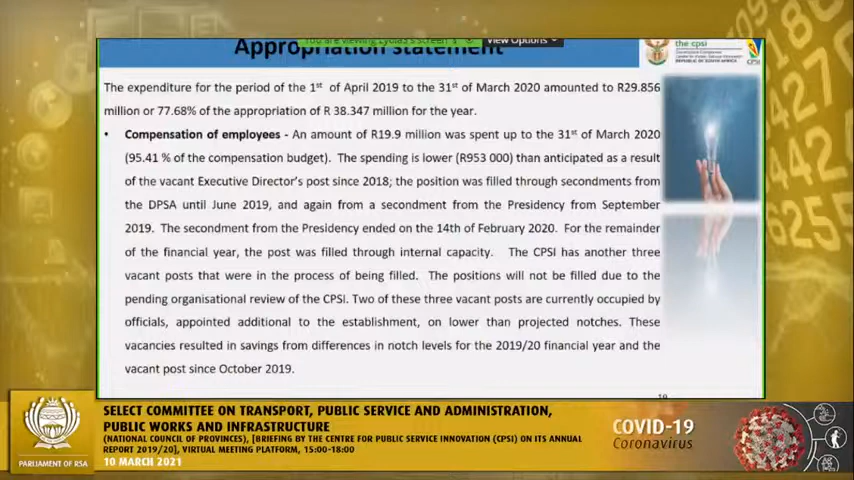 You are viewing Lydia's screen
View Options
Appropriation statement
the cpsi
REPUBLIC OF SOUTH AFRICA
CPSI
The expenditure for the period of the 1st of April 2019 to the 31st of March 2020 amounted to R29.856
million or 77.68% of the appropriation of R 38.347 million for the year.
• Compensation of employees - An amount of R19.9 million was spent up to the 31st of March 2020
(95.41 % of the compensation budget). The spending is lower (R953 000) than anticipated as a result
of the vacant Executive Director's post since 2018; the position was filled through secondments from
the DPSA until June 2019, and again from a secondment from the Presidency from September
2019. The secondment from the Presidency ended on the 14th of February 2020. For the remainder
of the financial year, the post was filled through internal capacity. The CPSI has another three
vacant posts that were in the process of being filled. The positions will not be filled due to the
pending organisational review of the CPSI. Two of these three vacant posts are currently occupied by
officials, appointed additional to the establishment, on lower than projected notches. These
vacancies resulted in savings from differences in notch levels for the 2019/20 financial year and the
vacant post since October 2019.
19
SELECT COMMITTEE ON TRANSPORT, PUBLIC SERVICE AND ADMINISTRATION,
PUBLIC WORKS AND INFRASTRUCTURE
(NATIONAL COUNCIL OF PROVINCES), [BRIEFING BY THE CENTRE FOR PUBLIC SERVICE INNOVATION (CPSI) ON ITS ANNUAL
REPORT 2019/20], VIRTUAL MEETING PLATFORM, 15:00-18:00
10 MARCH 2021
PARLIAMENT OF RSA
COVID-19
Coronavirus